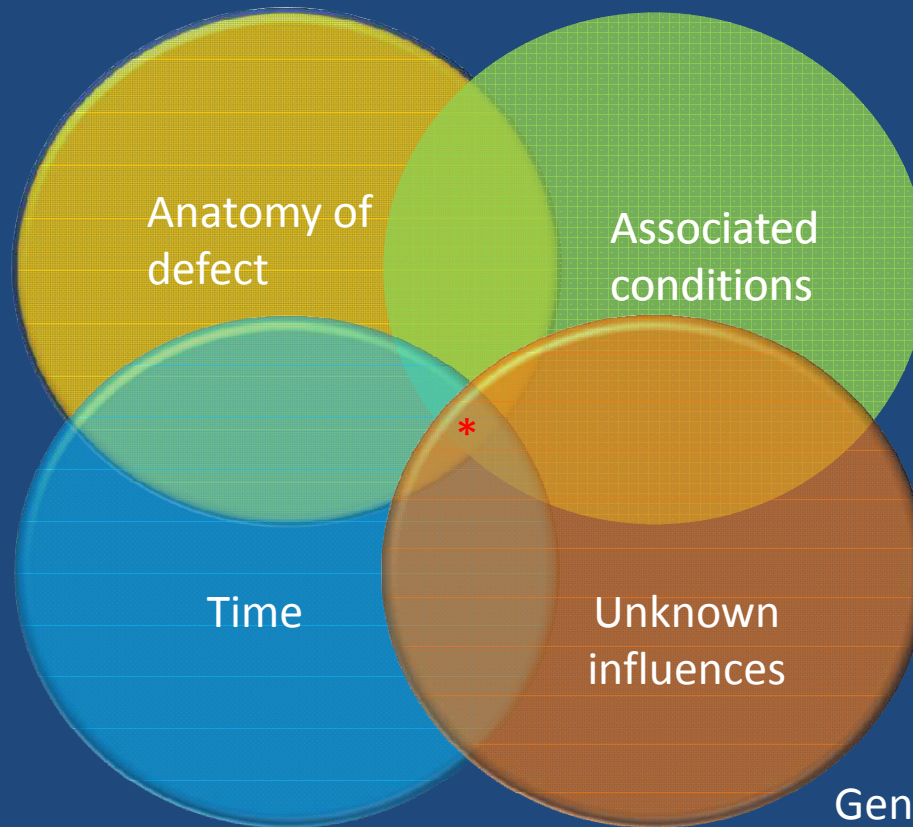 Anatomy of
defect
Associated
conditions
*
Time
Unknown
influences
Gen